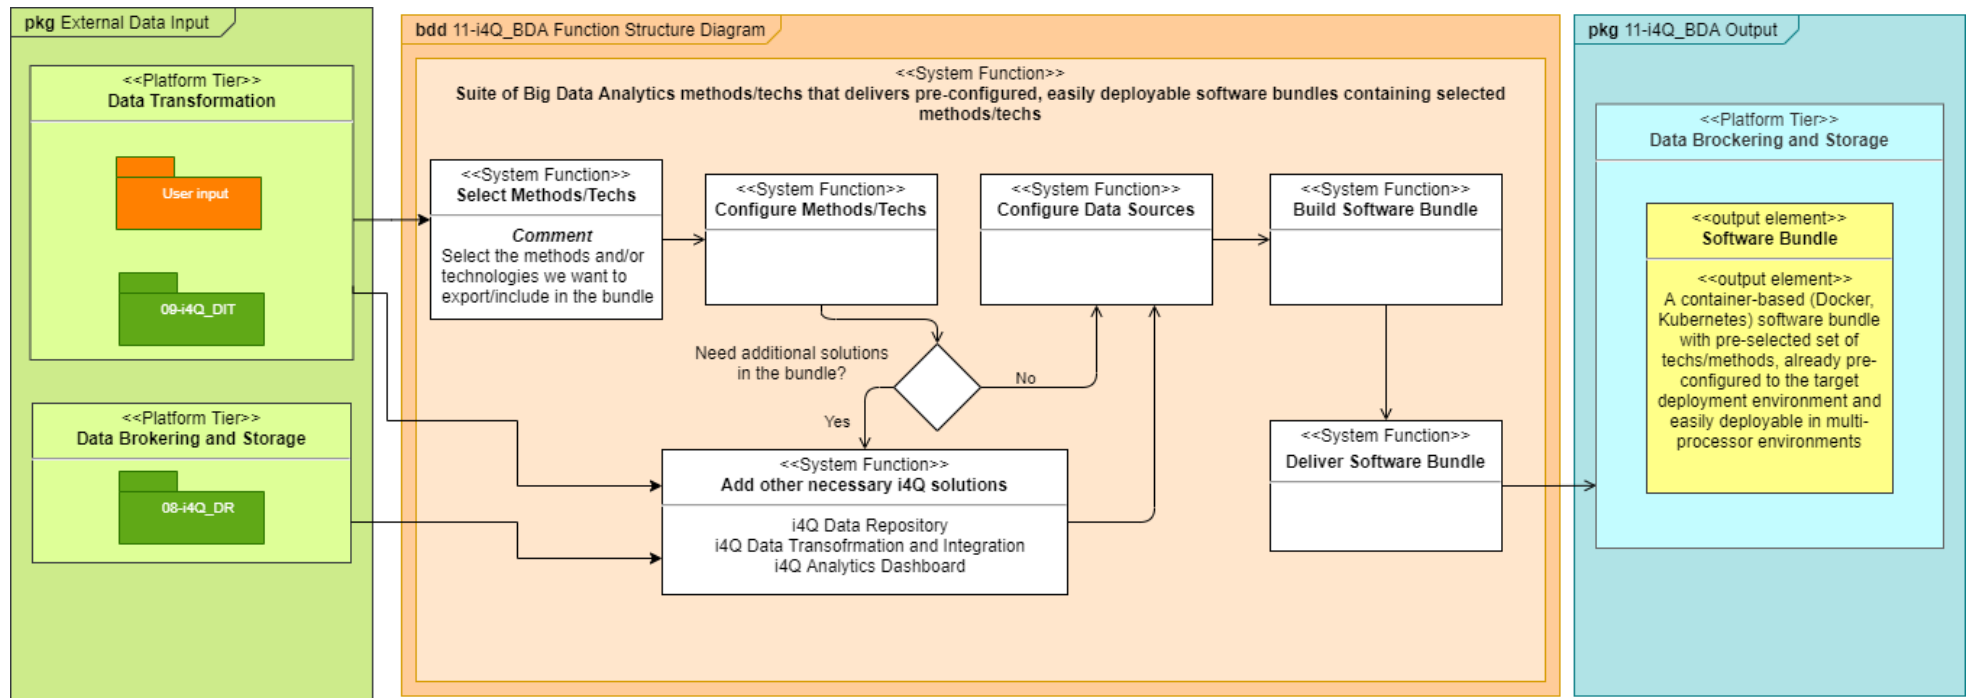 pkg External Data Input
<<Platform Tier>>
Data Transformation
User input
09-i4Q_DIT
<<Platform Tier>>
Data Brokering and Storage
08-i4Q_DR
bdd 11-i4Q_BDA Function Structure Diagram
<<System Function>>
Suite of Big Data Analytics methods/techs that delivers pre-configured, easily deployable software bundles containing selected
methods/techs
<<System Function>>
Select Methods/Techs
Comment
Select the methods and/or
technologies we want to
export/include in the bundle
<<System Function>>
Configure Methods/Techs
<<System Function>>
Configure Data Sources
<<System Function>>
Build Software Bundle
Need additional solutions
in the bundle?
No
Yes
<<System Function>>
Add other necessary i4Q solutions
i4Q Data Repository
i4Q Data Transofrmation and Integration
i4Q Analytics Dashboard
<<System Function>>
Deliver Software Bundle
pkg 11-i4Q_BDA Output
<<Platform Tier>>
Data Brockering and Storage
<<output element>>
Software Bundle
<<output element>>
A container-based (Docker,
Kubernetes) software bundle
with pre-selected set of
techs/methods, already pre-
configured to the target
deployment environment and
easily deployable in multi-
processor environments